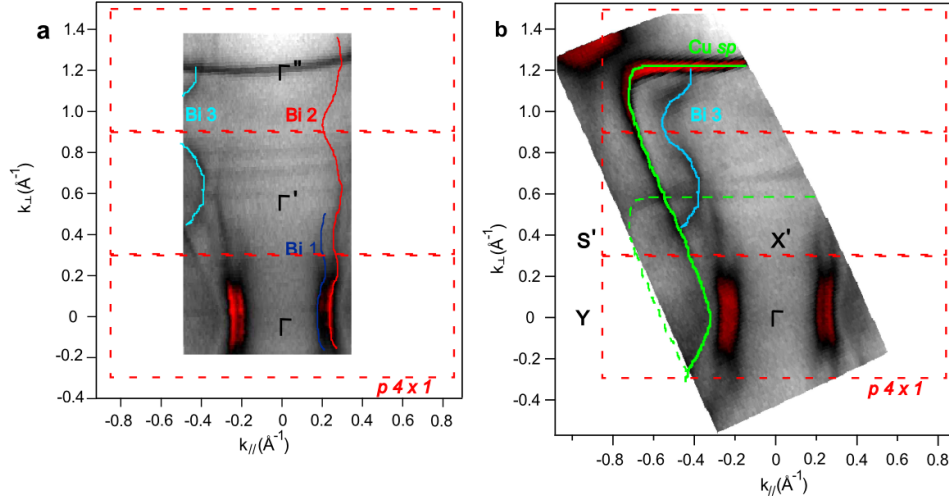 a
k⊥(Å⁻¹)
1.4
1.2
1.0
0.8
0.6
0.4
0.2
0
-0.2
-0.4
Γ"
Bi 3
Bi 2
Γ'
Bi 1
Γ
p 4 x 1
-0.8 -0.6 -0.4 -0.2 0 0.2 0.4 0.6 0.8
k//(Å⁻¹)
b
k⊥(Å⁻¹)
1.4
1.2
1.0
0.8
0.6
0.4
0.2
0
-0.2
-0.4
Cu sp
Bi 3
S'
X'
Y
Γ
p 4 x 1
-0.8 -0.6 -0.4 -0.2 0 0.2 0.4 0.6 0.8
k//(Å⁻¹)